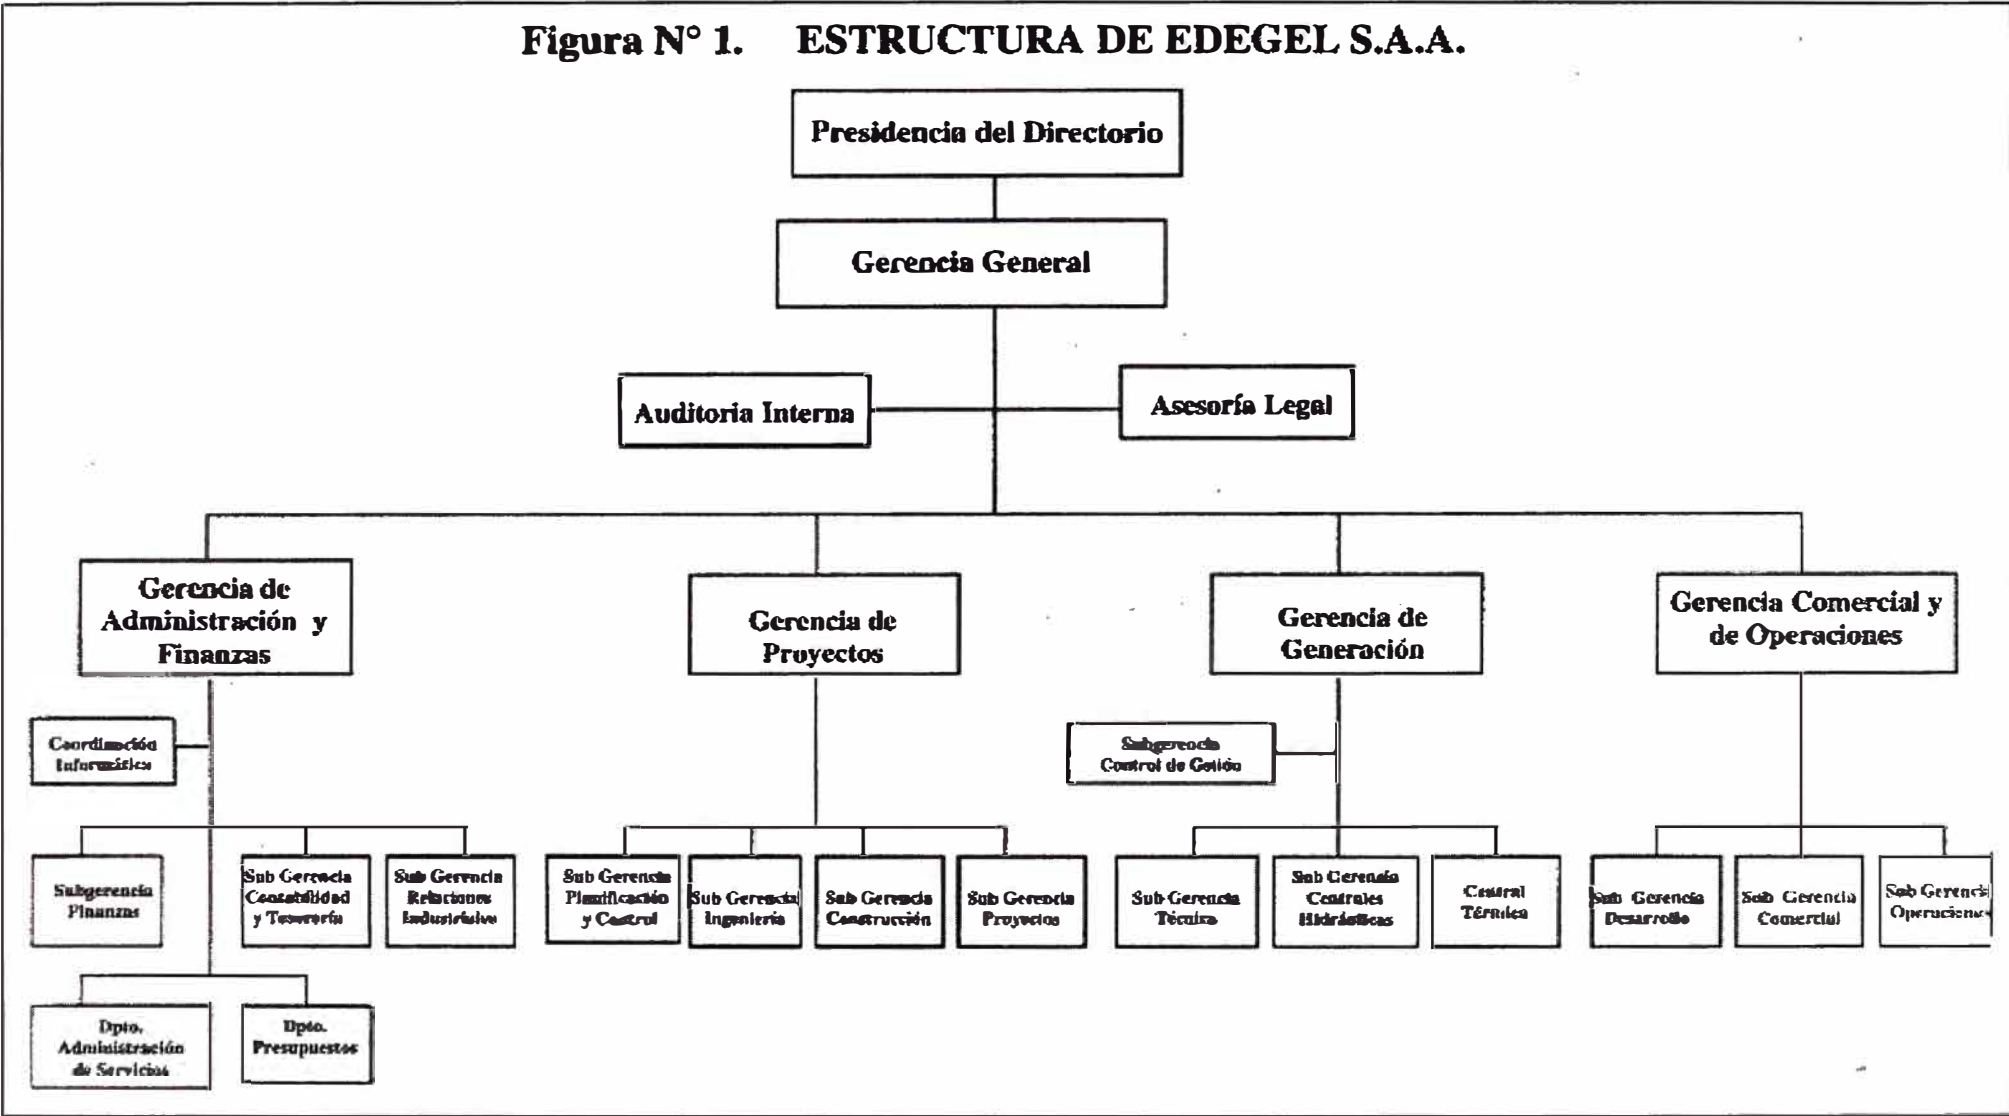 Figura N° 1. ESTRUCTURA DE EDEGEL S.A.A.
Presidencia del Directorio
Gerencia General
Auditoria Interna
Asesoría Legal
Gerencia de
Administración y
Finanzas
Gerencia de
Proyectos
Gerencia de
Generación
Gerencia Comercial y
de Operaciones
Coordinación
Informática
Subgerencia
Control de Getión
Subgerencia
Finanzas
Sub Gerencia
Contabilidad
y Tesorería
Sub Gerencia
Relaciones
Sub Gerencia
Planificación
y Control
Sub Gerencia
Ingeniería
Sub Gerencia
Construcción
Sub Gerencia
Proyectos
Sub Gerencia
Técnica
Sub Gerencia
Centrales
Hidráulicas
Central
Térmica
Sub Gerencia
Desarrollo
Sub Gerencia
Comercial
Sub Gerencia
Operaciones
Dpto.
Administración
de Servicios
Dpto.
Presupuestos